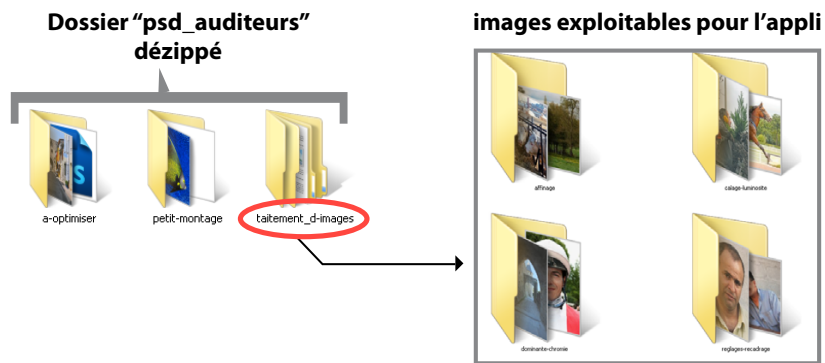 Dossier “psd_auditeurs”
dézippé
images exploitables pour l’appli
a-optimiser
petit-montage
taitement_d-images
affinage
calage-luminosite
dominante-chromie
reglages-recadrage